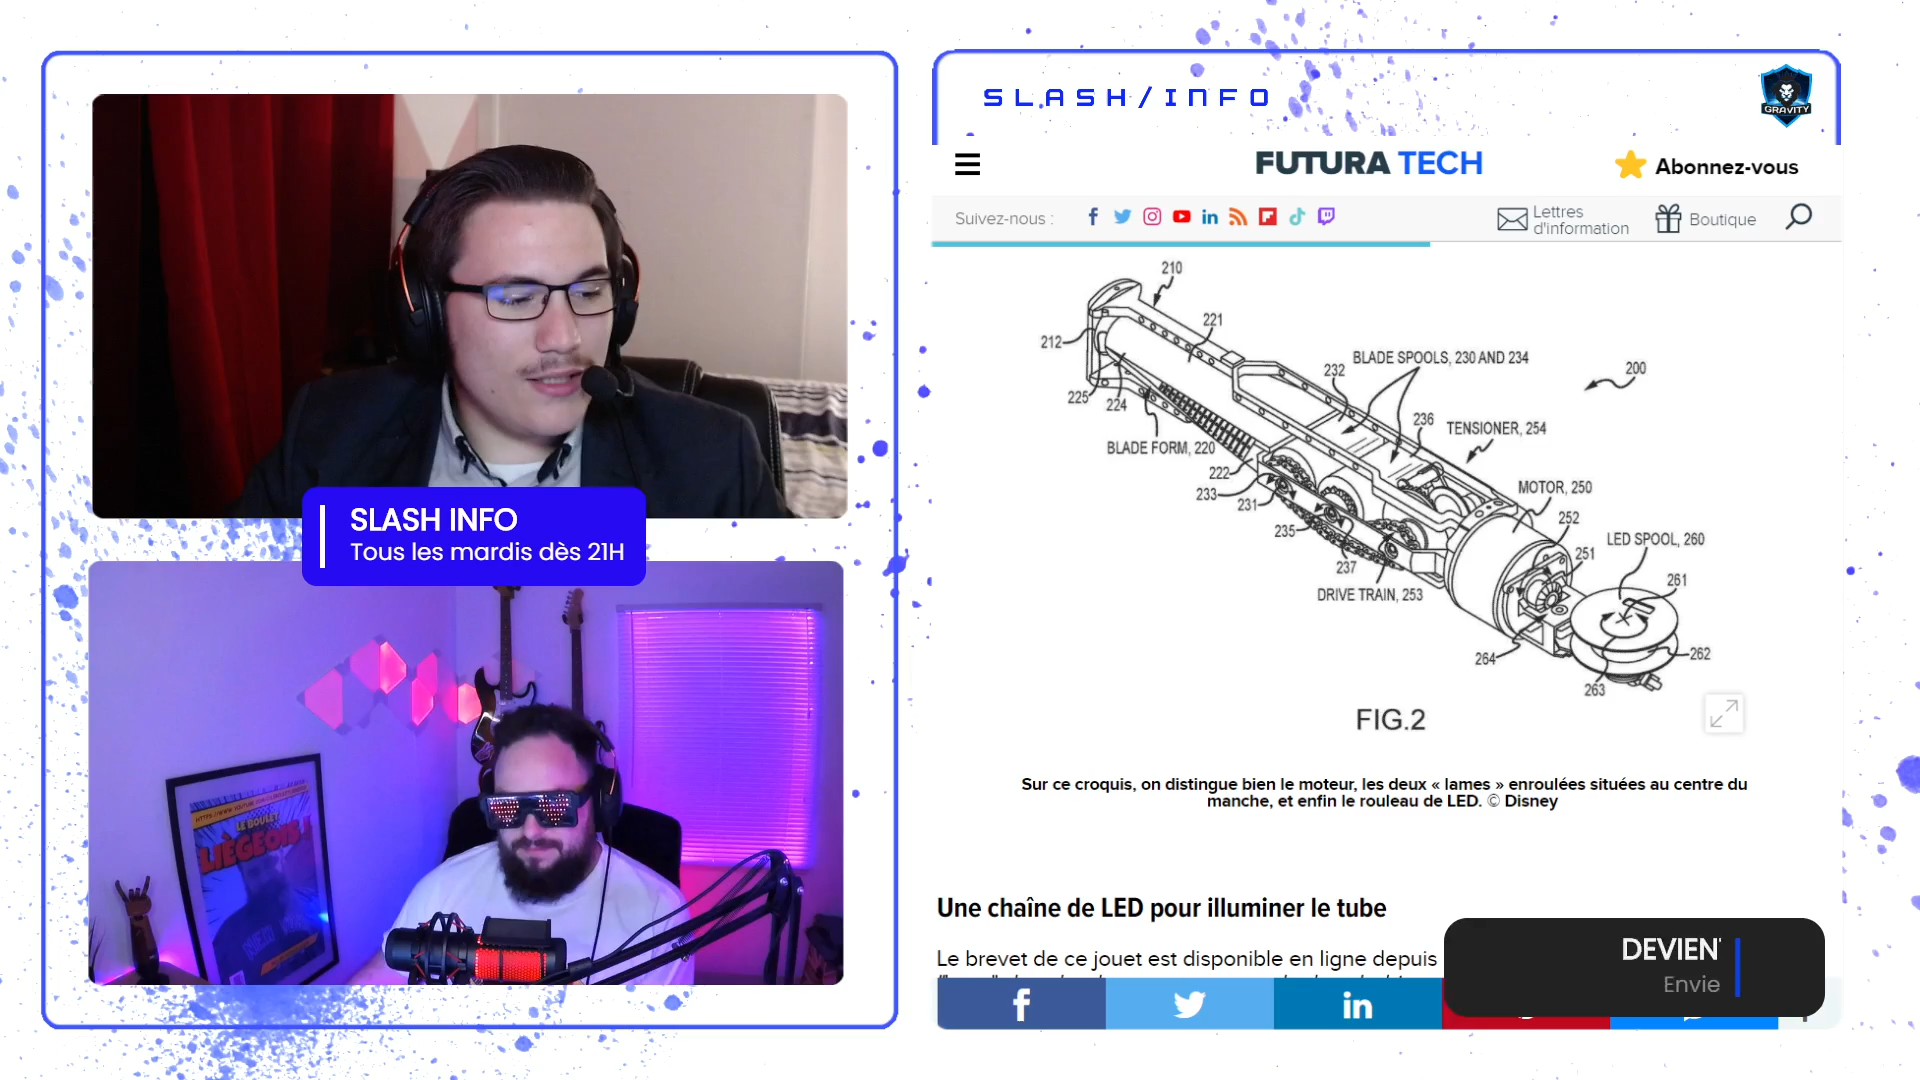 SLASH/INFO
GRAVITY
FUTURA TECH
Abonnez-vous
Suivez-nous :
Lettres
d'information
Boutique
210
221
212
BLADE SPOOLS, 230 AND 234
232
200
225
224
236
TENSIONER, 254
BLADE FORM, 220
222
233
231
MOTOR, 250
252
235
LED SPOOL, 260
251
237
261
DRIVE TRAIN, 253
264
262
263
FIG.2
Sur ce croquis, on distingue bien le moteur, les deux « lames » enroulées situées au centre du
manche, et enfin le rouleau de LED. © Disney
Une chaîne de LED pour illuminer le tube
Le brevet de ce jouet est disponible en ligne depuis
DEVIEN
Envie
SLASH INFO
Tous les mardis dès 21H
LE BOULET
LIÉGEOIS !